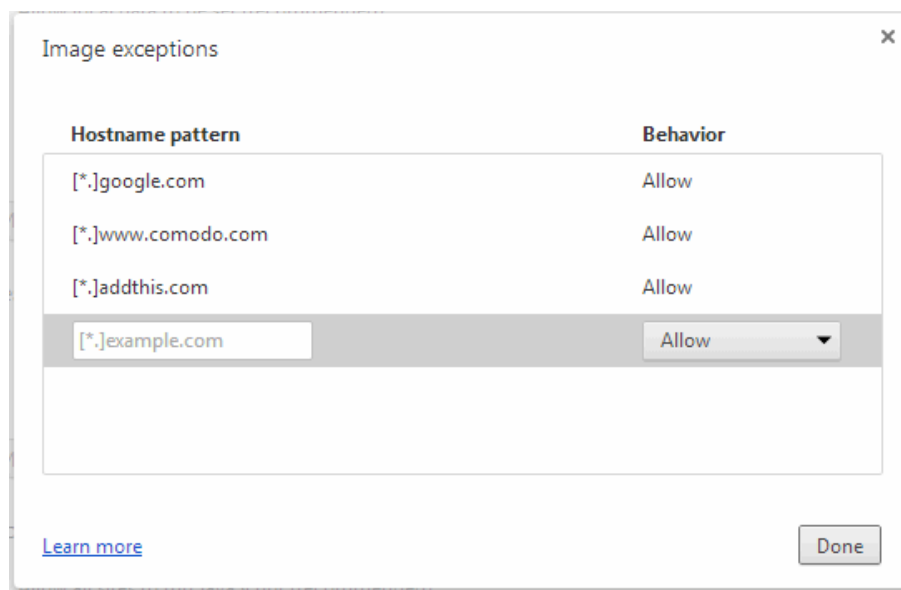 Image exceptions
×
Hostname pattern Behavior
[*.]google.com Allow
[*.]www.comodo.com Allow
[*.]addthis.com Allow
[*.]example.com Allow
Learn more Done